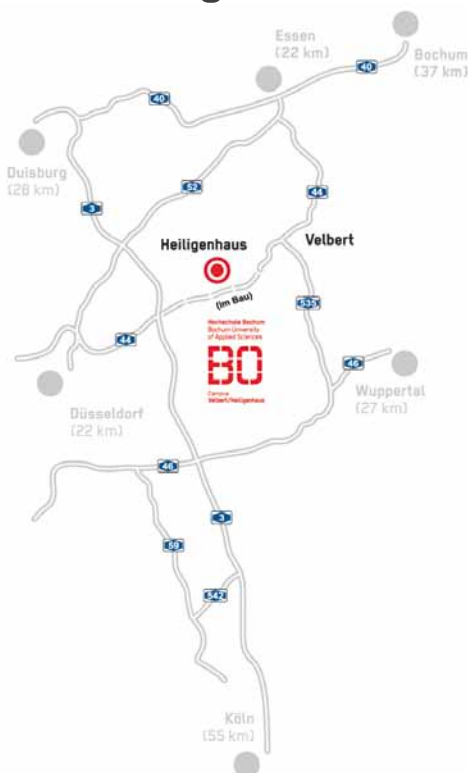 Essen
(22 km)
Bochum
(37 km)
40
40
Duisburg
(28 km)
52
3
44
Heiligenhaus
Velbert
(im Bau)
535
44
Hochschule Bochum
Bochum University
of Applied Sciences
BO
Campus
Velbert/Heiligenhaus
46
Wuppertal
(27 km)
Düsseldorf
(22 km)
46
3
59
542
Köln
(55 km)